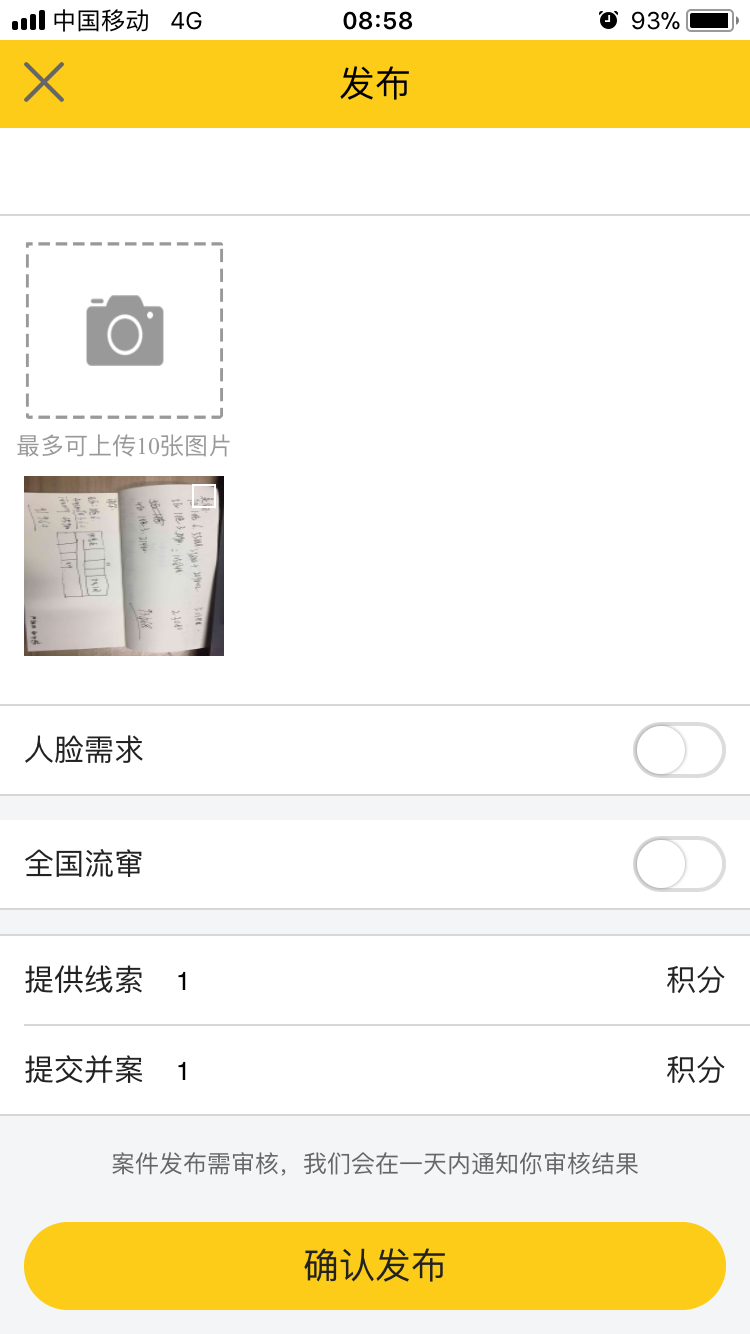 中国移动 4G 08:58 93%
发布
最多可上传10张图片
人脸需求
全国流窜
提供线索 1 积分
提交并案 1 积分
案件发布需审核，我们会在一天内通知你审核结果
确认发布